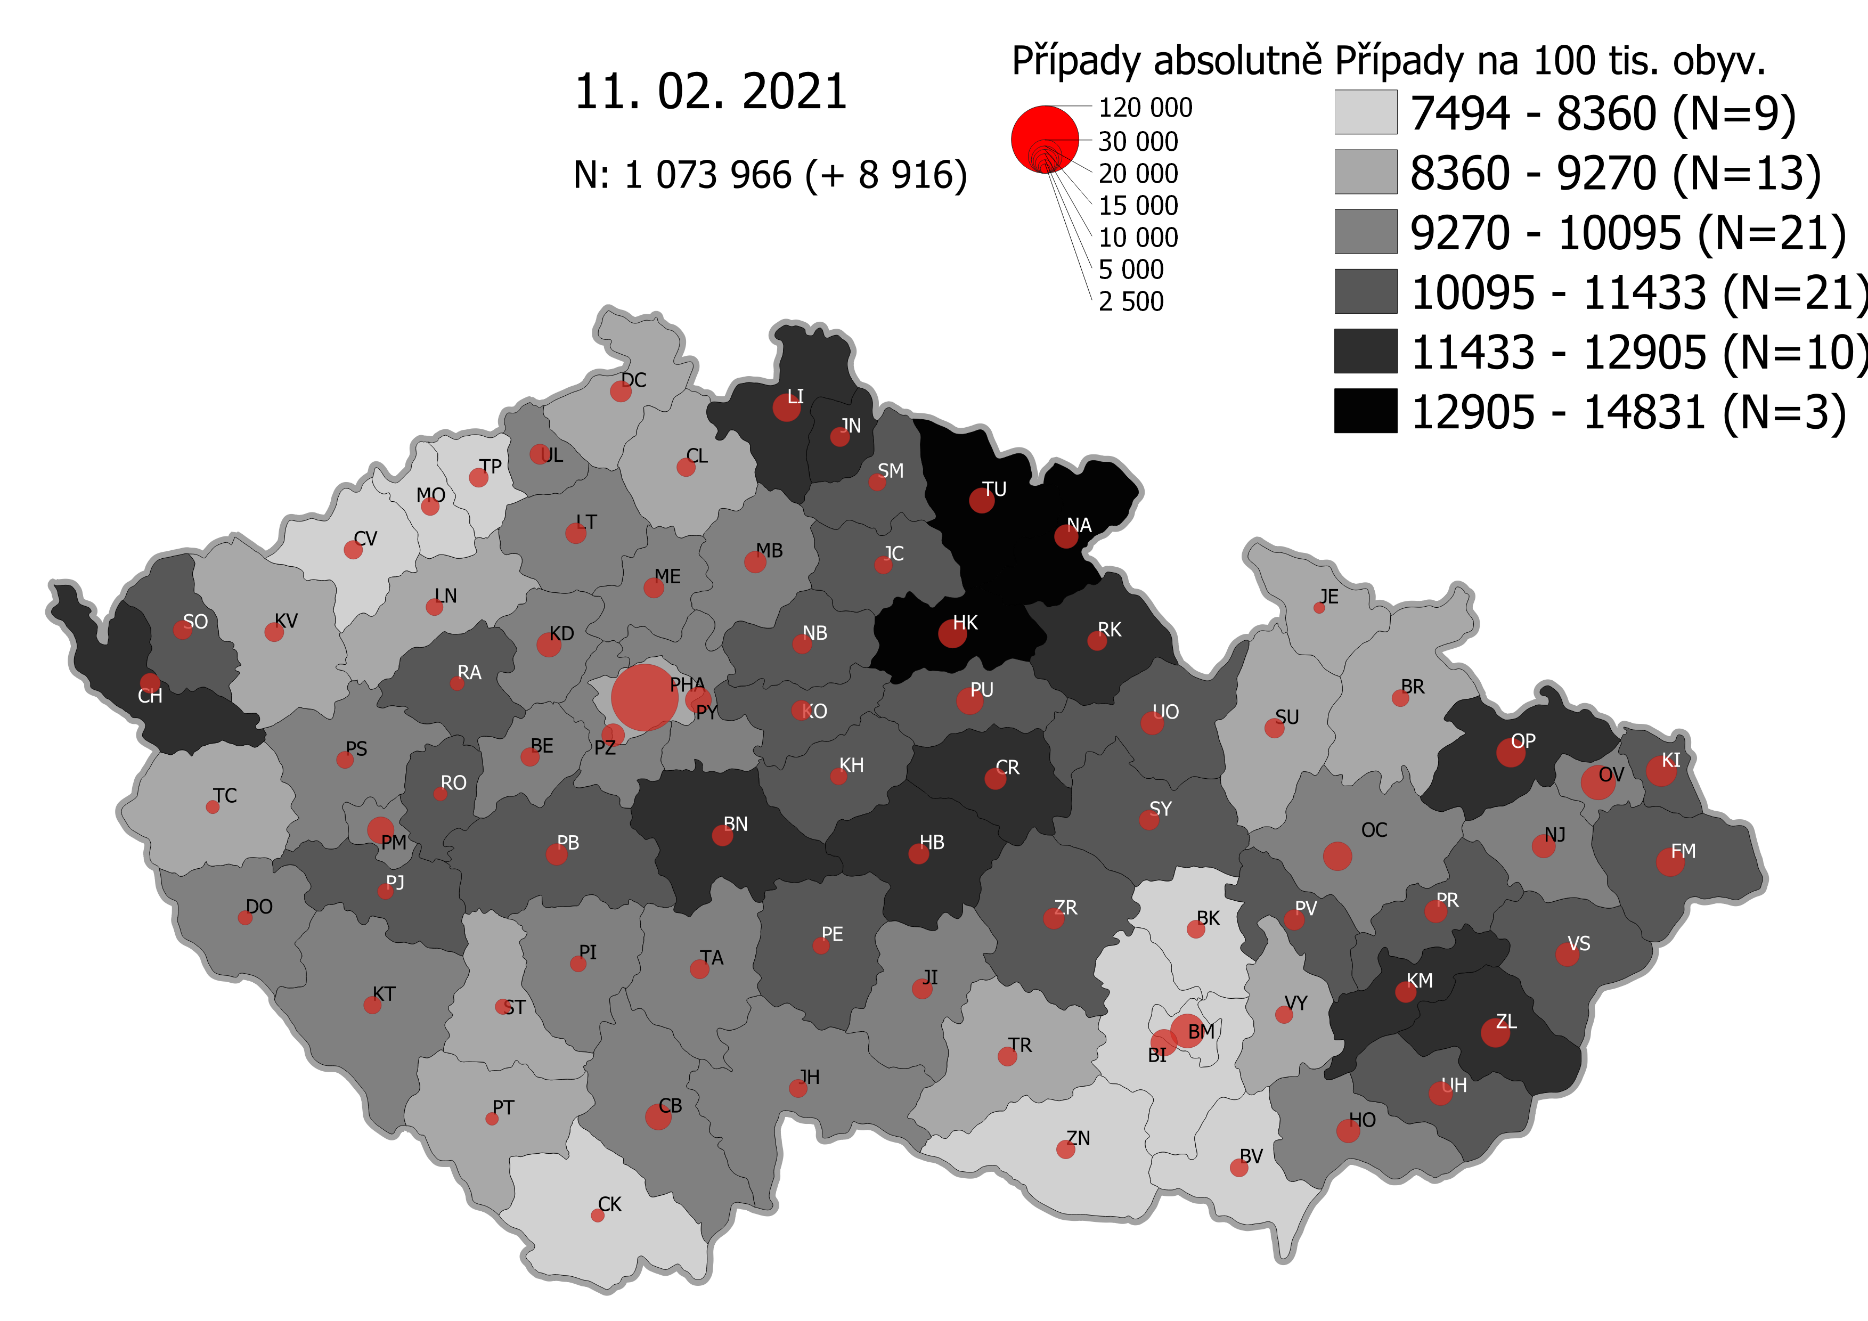 11. 02. 2021
N: 1 073 966 (+ 8 916)
Případy absolutně
120 000
30 000
20 000
15 000
10 000
5 000
2 500
Případy na 100 tis. obyv.
7494 - 8360 (N=9)
8360 - 9270 (N=13)
9270 - 10095 (N=21)
10095 - 11433 (N=21)
11433 - 12905 (N=10)
12905 - 14831 (N=3)
DC
LI
JN
UL
CL
TP
SM
TU
MO
NA
LT
CV
MB
JC
ME
LN
JE
SO
KV
KD
NB
HK
RK
RA
PHA
BR
CH
PU
PY
KO
UO
SU
PS
BE
PZ
OP
KI
KH
CR
OV
RO
TC
SY
BN
OC
NJ
PM
PB
HB
FM
PJ
DO
ZR
BK
PV
PR
PE
VS
PI
TA
JI
KM
KT
ST
VY
ZL
BM
TR
BI
JH
UH
PT
CB
HO
ZN
BV
CK